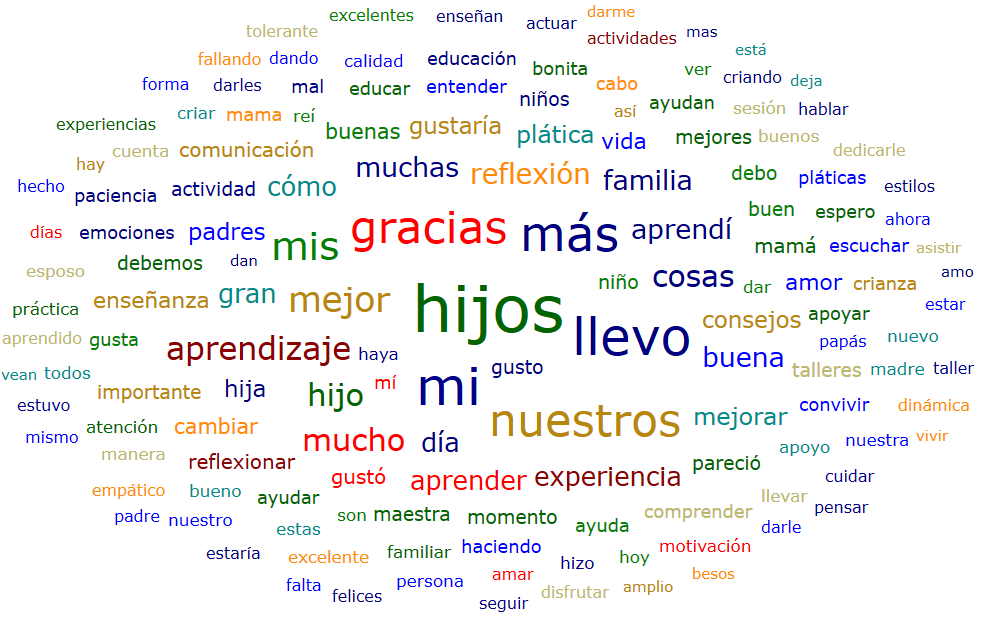 excelentes enseñan actuar darme
tolerante actividades mas
fallando dando calidad educación bonita ver está
forma darles mal educar entender niños cabo así ayudan criando deja
experiencias criar mama reí buenas gustaría plática vida mejores sesión hablar
hay cuenta comunicación muchas reflexión familia buenos dedicarle
hecho paciencia actividad cómo debo pláticas estilos
días emociones padres mis gracias más aprendí buen espero ahora
esposo debemos dan niño cosas mamá escuchar asistir
práctica enseñanza gran mejor hijos dar amor crianza amo
aprendido gusta aprendizaje haya llevo consejos apoyar estar
vean todos gusto buena papás nuevo
importante hija hijo mí mi talleres madre taller
estuvo atención cambiar nuestros mejorar convivir dinámica
mismo manera mucho día apoyo nuestra vivir
reflexionar gustó aprender experiencia pareció cuidar
empático bueno ayudar llevar pensar
padre nuestro estas son maestra momento ayuda comprender darle
estaría excelente familiar haciendo hizo hoy motivación
falta felices persona amar disfrutar amplio besos
seguir